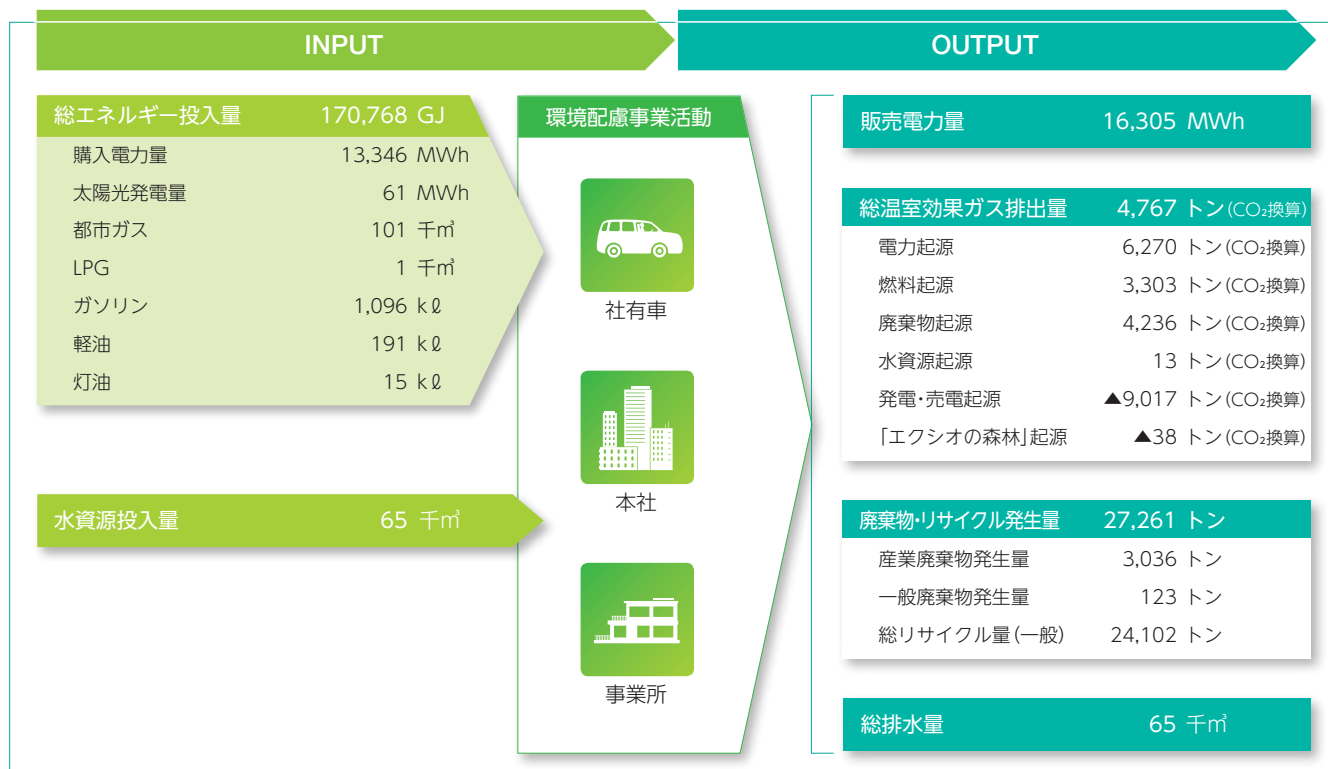 INPUT
OUTPUT
総エネルギー投入量 170,768 GJ
購入電力量 13,346 MWh
太陽光発電量 61 MWh
都市ガス 101 千㎥
LPG 1 千㎥
ガソリン 1,096 kℓ
軽油 191 kℓ
灯油 15 kℓ
水資源投入量 65 千㎥
環境配慮事業活動
社有車
本社
事業所
販売電力量 16,305 MWh
総温室効果ガス排出量 4,767 トン(CO₂換算)
電力起源 6,270 トン(CO₂換算)
燃料起源 3,303 トン(CO₂換算)
廃棄物起源 4,236 トン(CO₂換算)
水資源起源 13 トン(CO₂換算)
発電・売電起源 ▲9,017 トン(CO₂換算)
「エクシオの森林」起源 ▲38 トン(CO₂換算)
廃棄物・リサイクル発生量 27,261 トン
産業廃棄物発生量 3,036 トン
一般廃棄物発生量 123 トン
総リサイクル量(一般) 24,102 トン
総排水量 65 千㎥